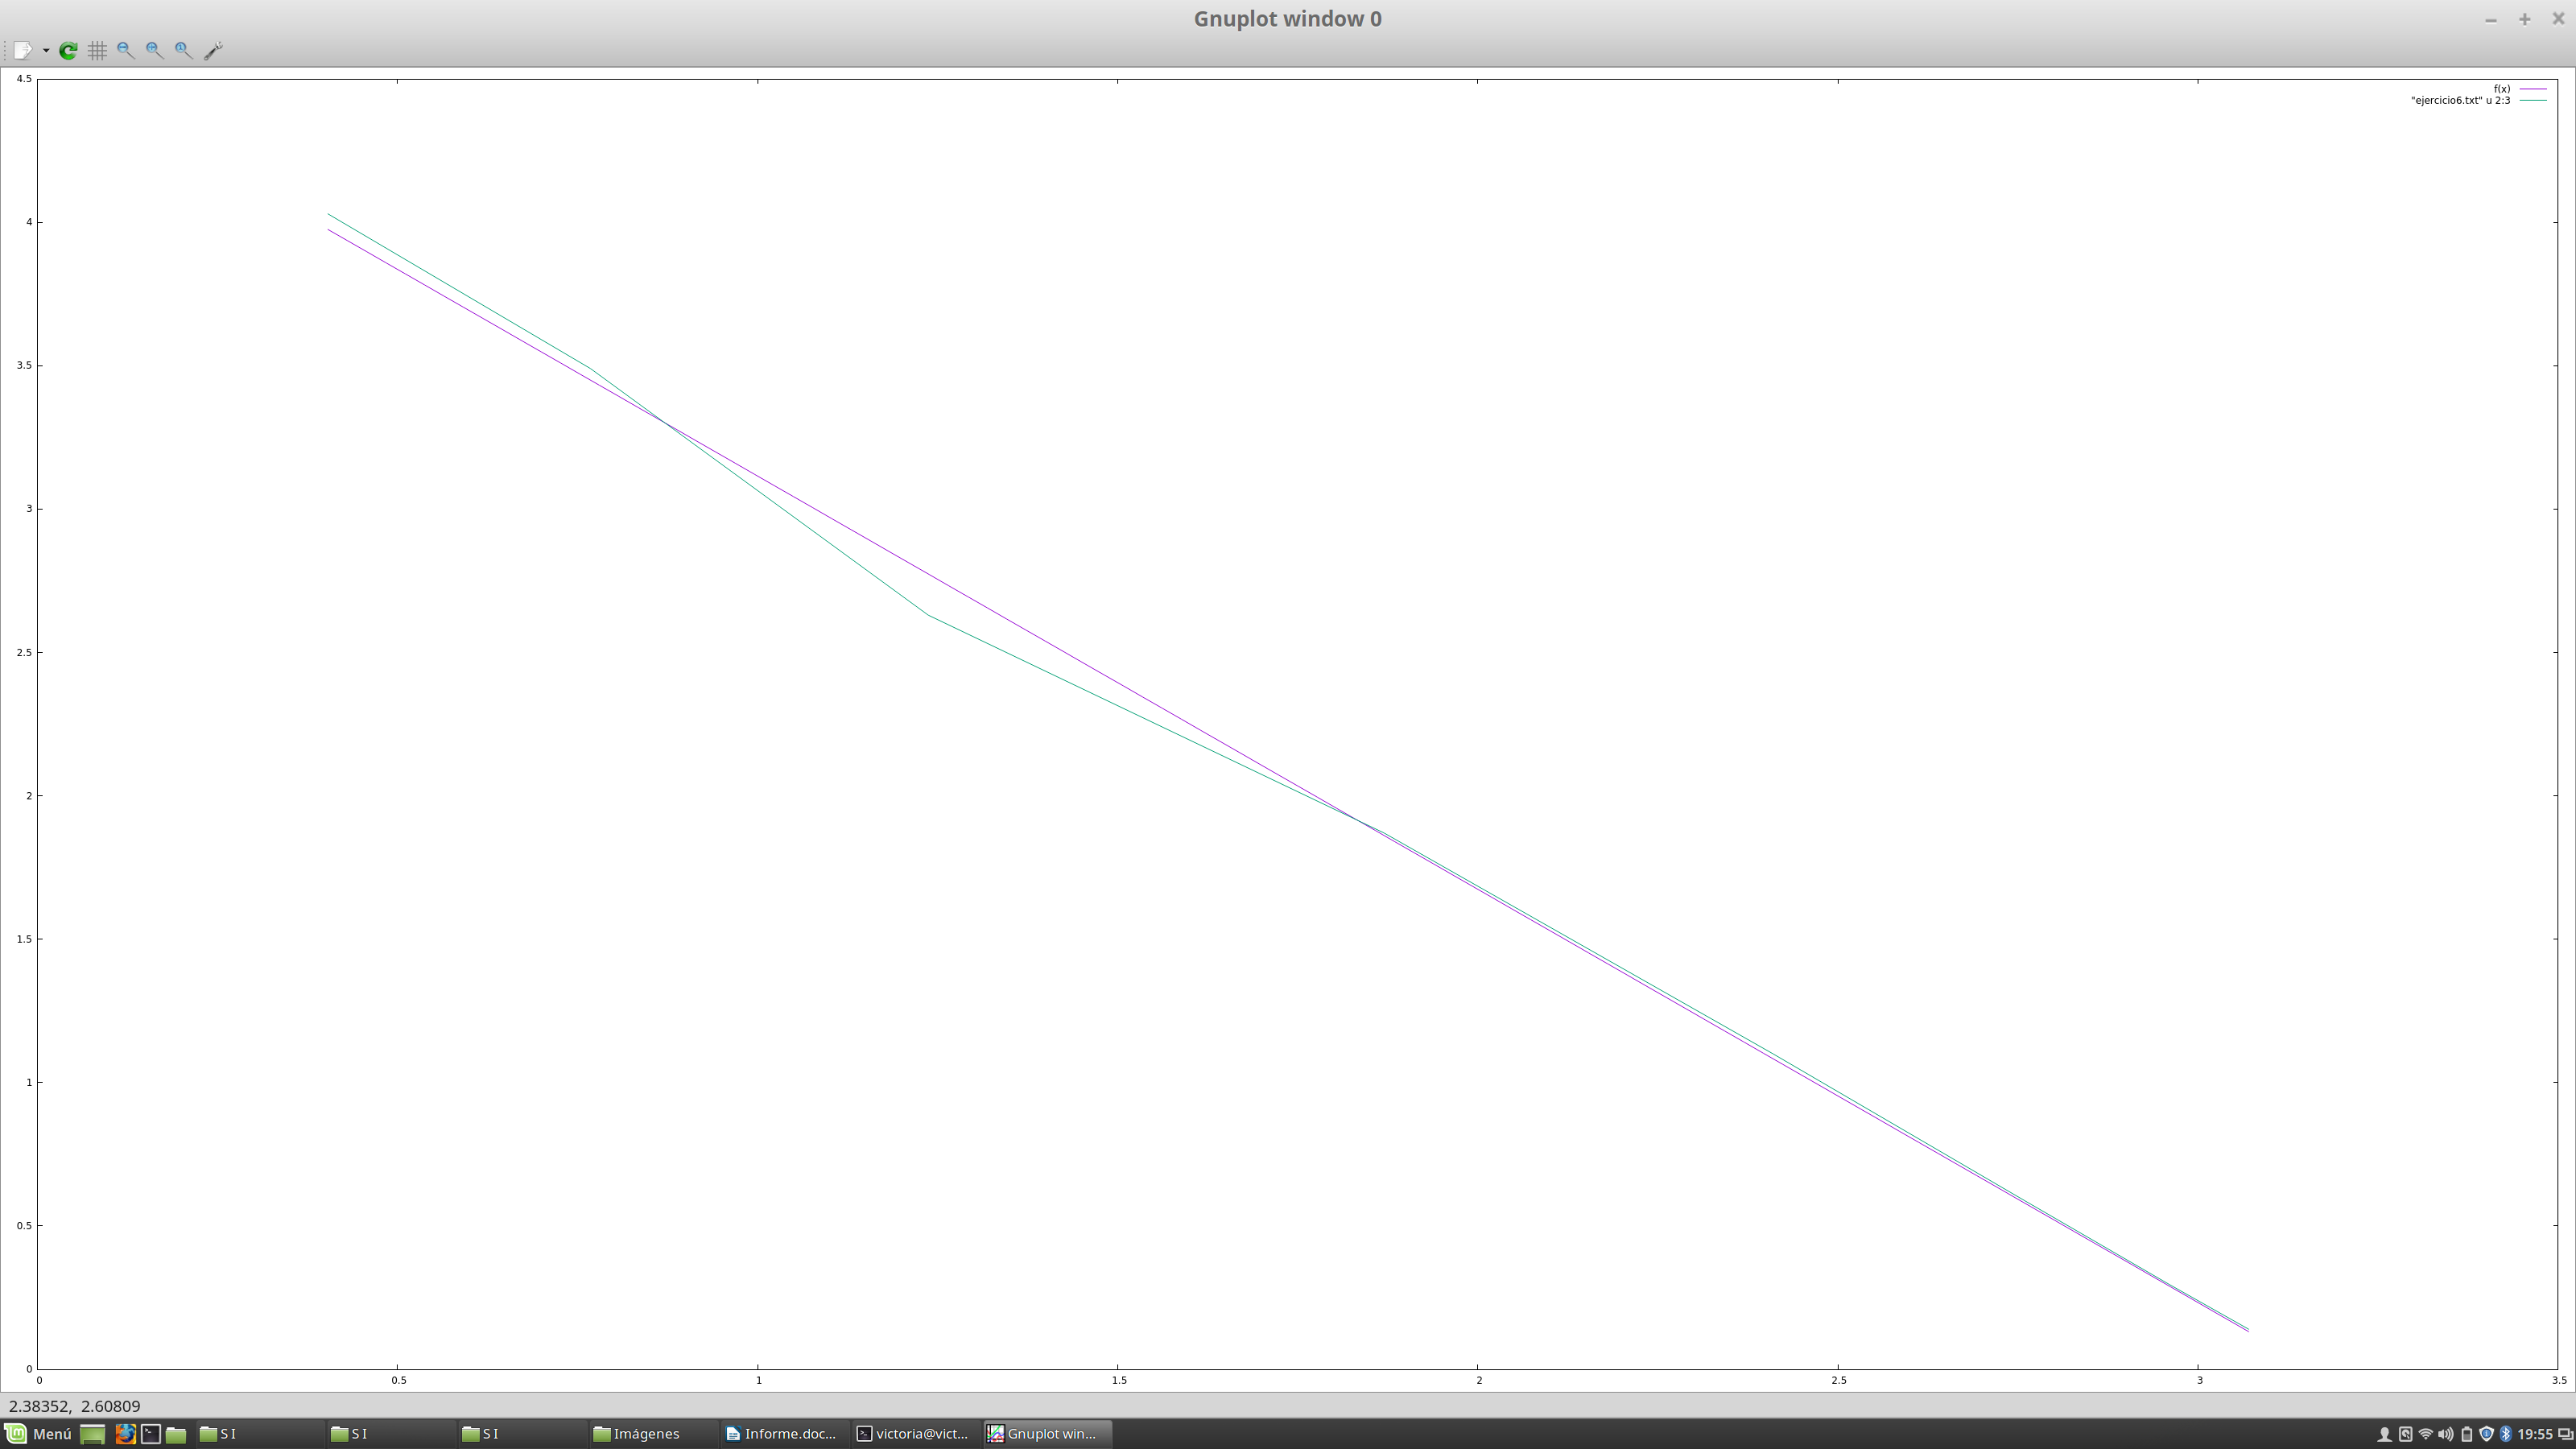 Gnuplot window 0
4.5
f(x)
"ejercicio6.txt" u 2:3
4
3.5
3
2.5
2
1.5
1
0.5
0
0 0.5 1 1.5 2 2.5 3 3.5
2.38352, 2.60809
Menú S I S I S I Imágenes Informe.doc... victoria@vict... Gnuplot win... 19:55